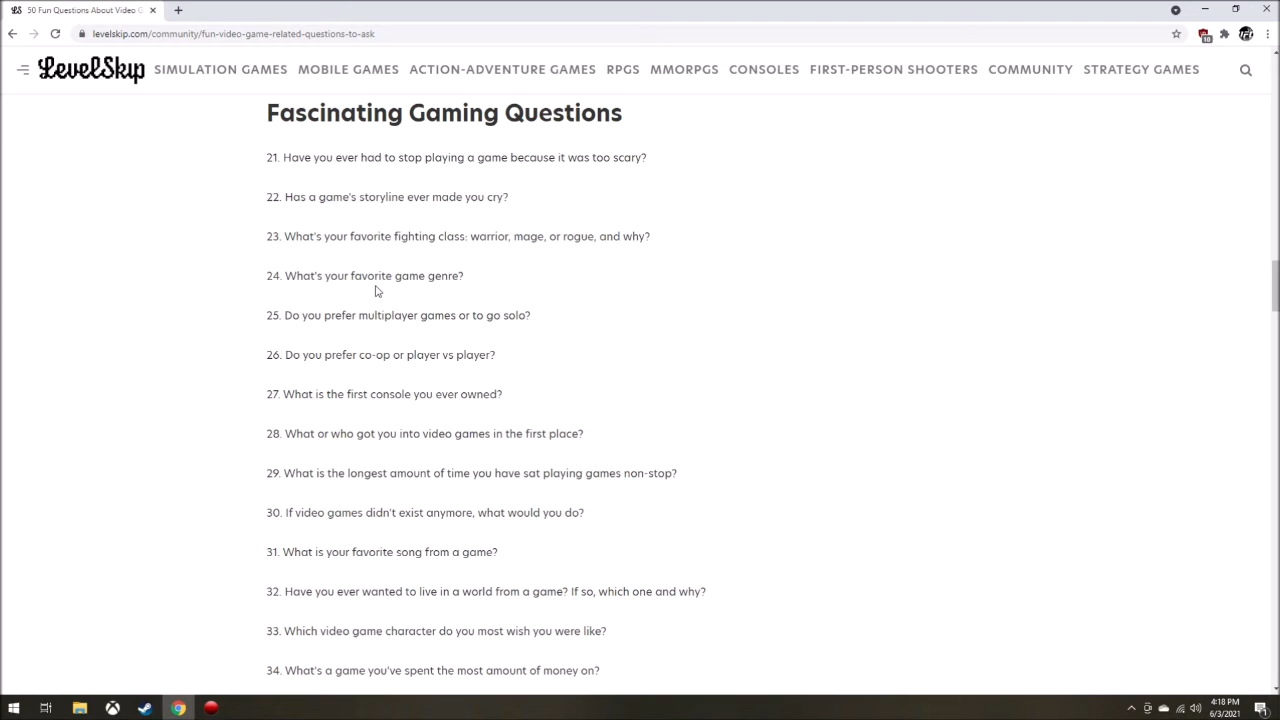 50 Fun Questions About Video G
levelskip.com/community/fun-video-game-related-questions-to-ask
10
LevelSkip SIMULATION GAMES MOBILE GAMES ACTION-ADVENTURE GAMES RPGS MMORPGS CONSOLES FIRST-PERSON SHOOTERS COMMUNITY STRATEGY GAMES
Fascinating Gaming Questions
21. Have you ever had to stop playing a game because it was too scary?
22. Has a game's storyline ever made you cry?
23. What's your favorite fighting class: warrior, mage, or rogue, and why?
24. What's your favorite game genre?
25. Do you prefer multiplayer games or to go solo?
26. Do you prefer co-op or player vs player?
27. What is the first console you ever owned?
28. What or who got you into video games in the first place?
29. What is the longest amount of time you have sat playing games non-stop?
30. If video games didn't exist anymore, what would you do?
31. What is your favorite song from a game?
32. Have you ever wanted to live in a world from a game? If so, which one and why?
33. Which video game character do you most wish you were like?
34. What's a game you've spent the most amount of money on?
4:18 PM
6/3/2021